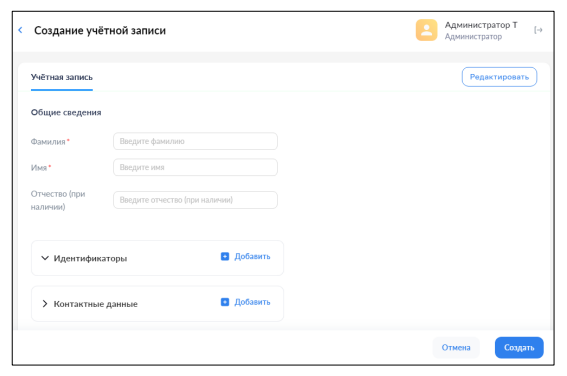 Создание учётной записи
Администратор Т
Администратор
Учётная запись
Редактировать
Общие сведения
Фамилия*
Введите фамилию
Имя*
Введите имя
Отчество (при
наличии)
Введите отчество (при наличии)
Идентификаторы
Добавить
Контактные данные
Добавить
Отмена
Создать